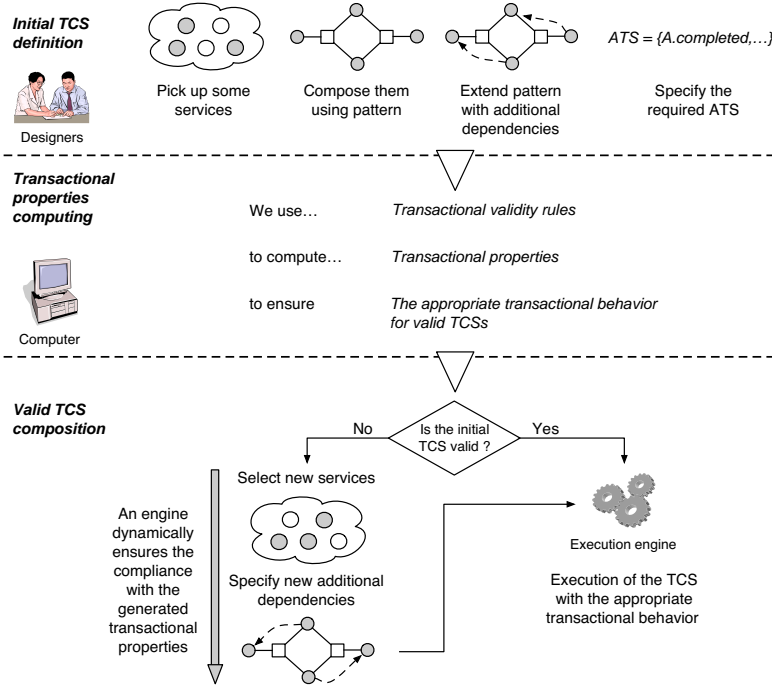 Initial TCS
definition
Designers
Pick up some
services
Compose them
using pattern
Extend pattern
with additional
dependencies
ATS = {A.completed,…}
Specify the
required ATS
Transactional
properties
computing
Computer
We use…
Transactional validity rules
to compute…
Transactional properties
to ensure
The appropriate transactional behavior
for valid TCSs
Valid TCS
composition
Is the initial
TCS valid ?
No
Yes
An engine
dynamically
ensures the
compliance
with the
generated
transactional
properties
Select new services
Specify new additional
dependencies
Execution engine
Execution of the TCS
with the appropriate
transactional behavior